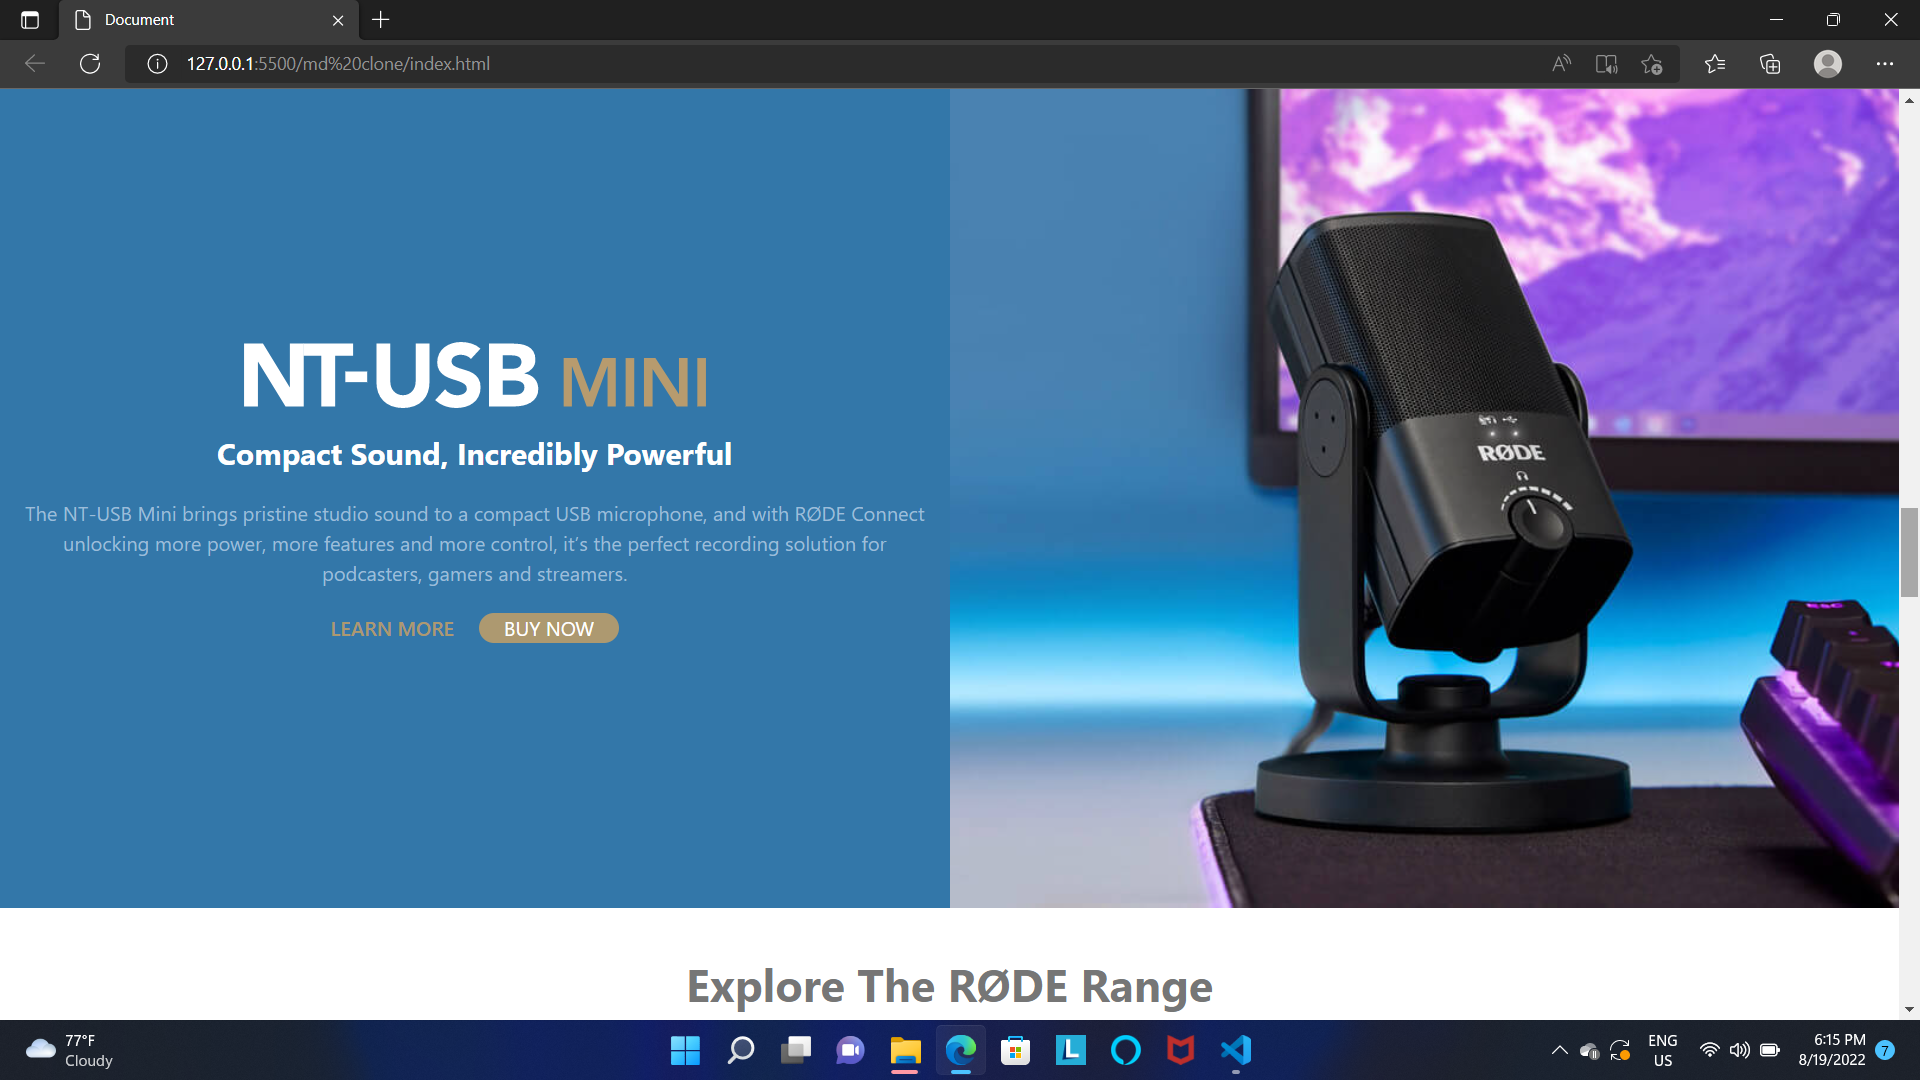 Document
127.0.0.1:5500/md%20clone/index.html
NT-USB MINI
Compact Sound, Incredibly Powerful
The NT-USB Mini brings pristine studio sound to a compact USB microphone, and with RØDE Connect
unlocking more power, more features and more control, it’s the perfect recording solution for
podcasters, gamers and streamers.
LEARN MORE BUY NOW
RØDE
ESC
Explore The RØDE Range
77°F
Cloudy
L
ENG
US
6:15 PM
8/19/2022
7